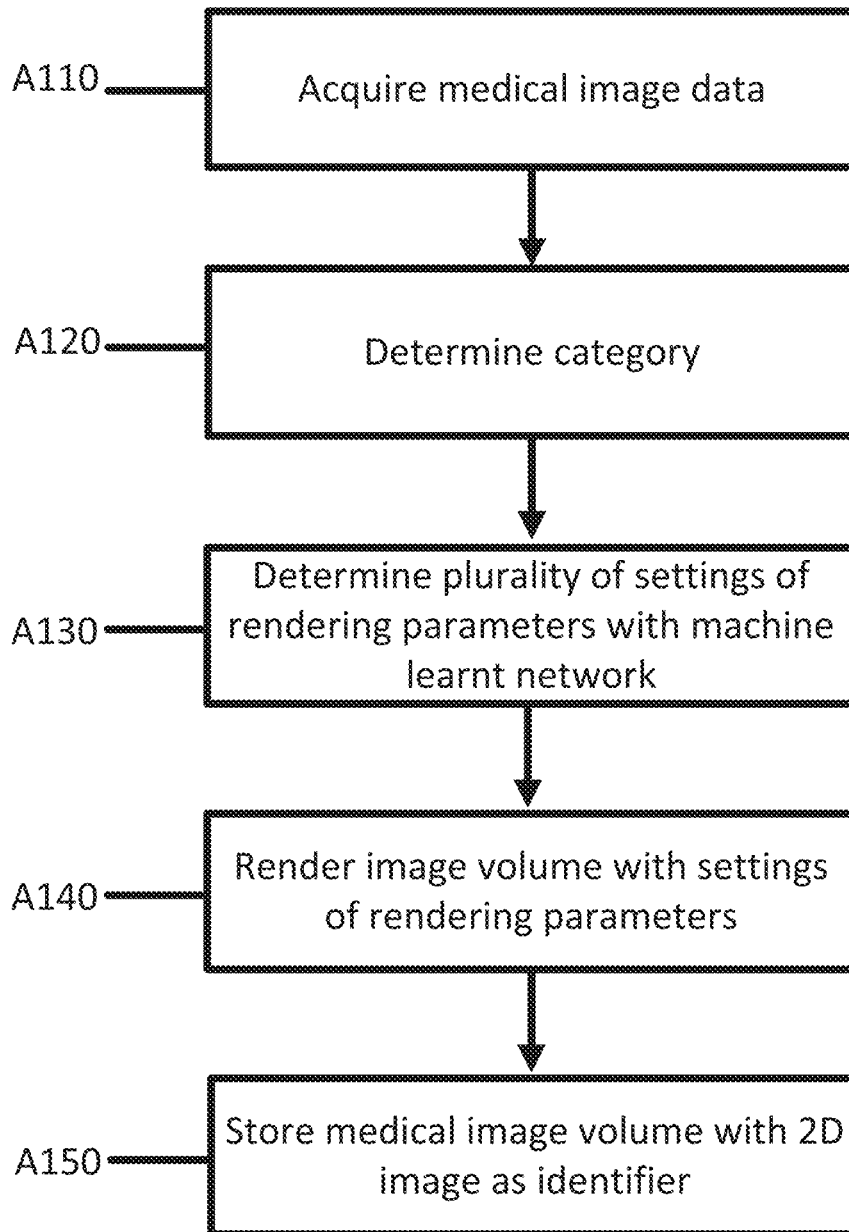 A110
Acquire medical image data
A120
Determine category
A130
Determine plurality of settings of
rendering parameters with machine
learnt network
A140
Render image volume with settings
of rendering parameters
A150
Store medical image volume with 2D
image as identifier